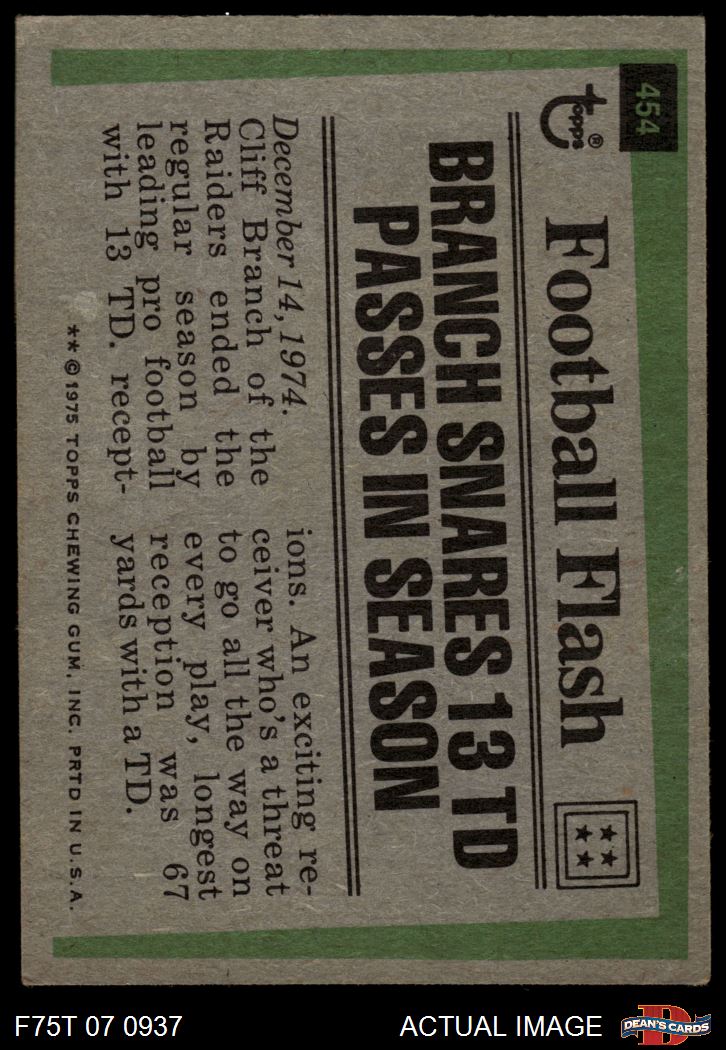 454
topps®
Football Flash
BRANCH SNARES 13 TD
PASSES IN SEASON
December 14, 1974.
Cliff Branch of the
Raiders ended the
regular season by
leading pro football
with 13 TD. recept-
ions. An exciting re-
ceiver who's a threat
to go all the way on
every play, longest
reception was 67
yards with a TD.
** © 1975 TOPPS CHEWING GUM, INC. PRTD IN U.S.A.
F75T 07 0937
ACTUAL IMAGE
D
DEAN'S CARDS